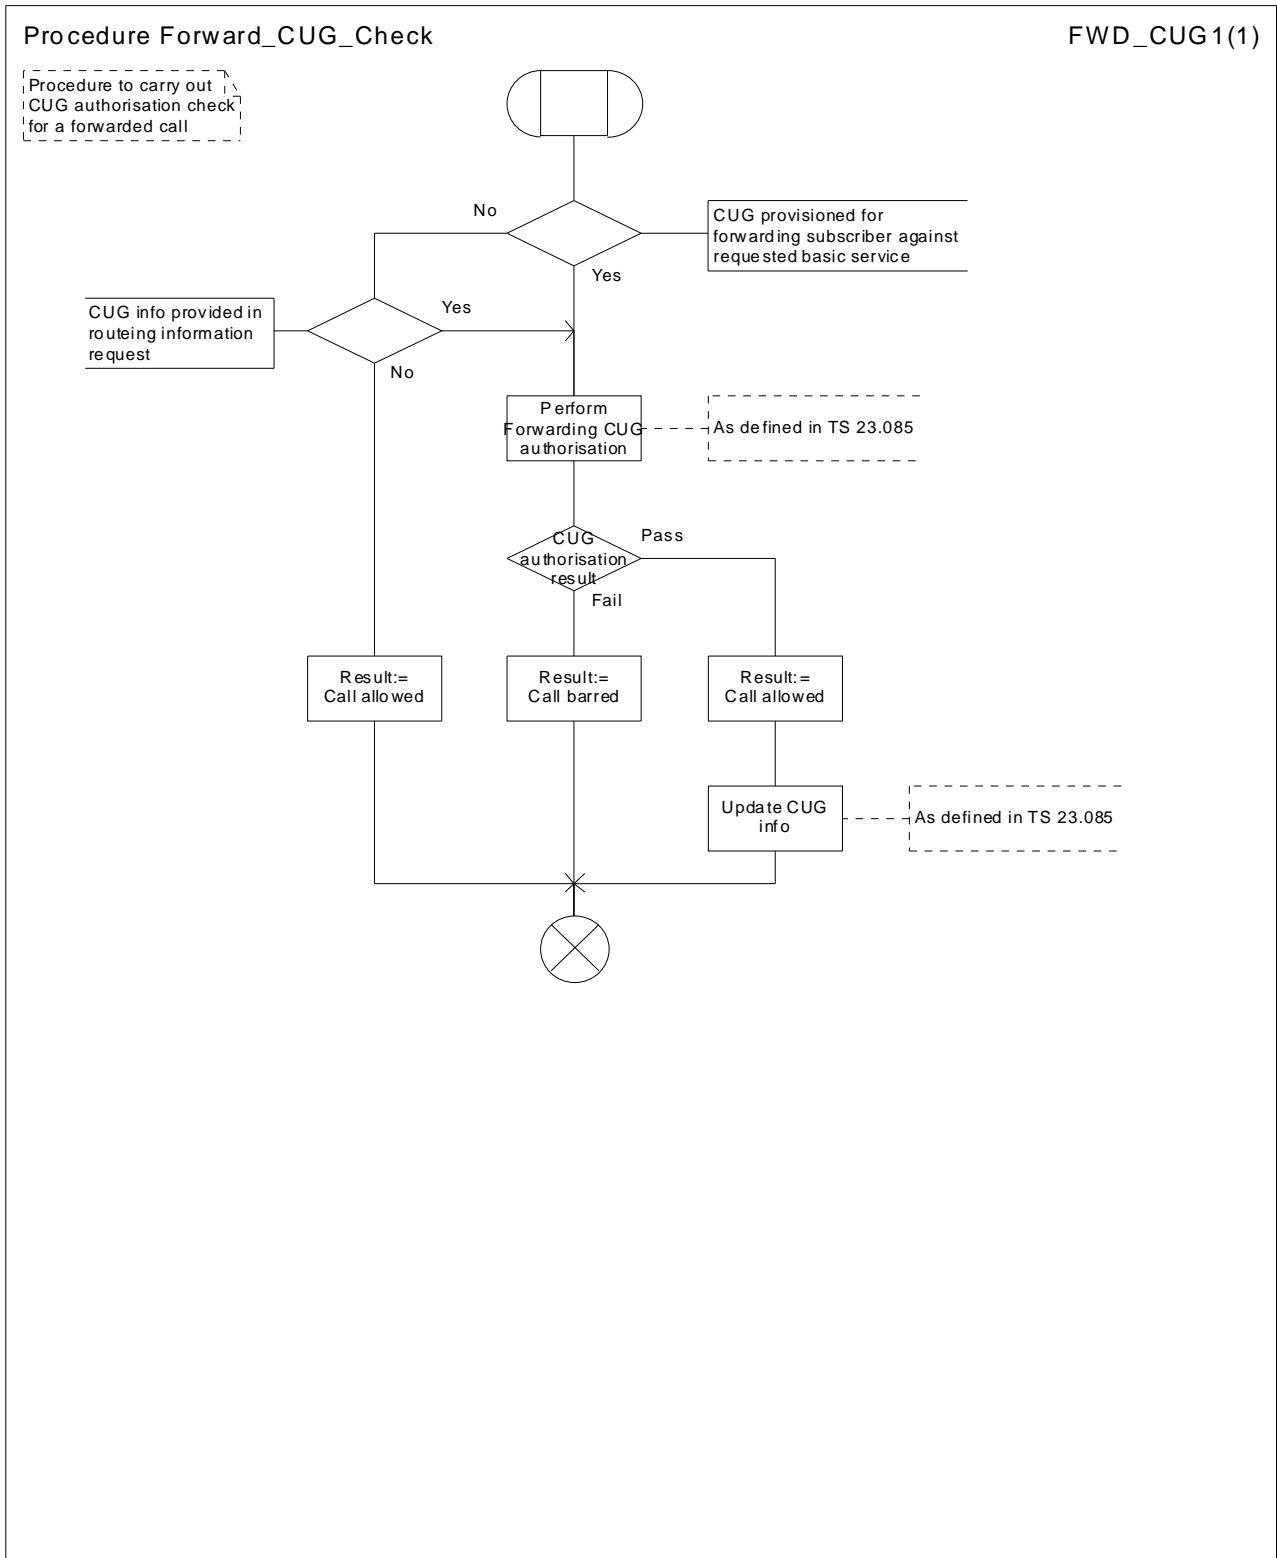 Procedure Forward_CUG_Check
FWD_CUG1(1)
Procedure to carry out
CUG authorisation check
for a forwarded call
No
CUG provisioned for
forwarding subscriber against
requested basic service
Yes
CUG info provided in
routeing information
request
Yes
No
Perform
Forwarding CUG
authorisation
As defined in TS 23.085
CUG
authorisation
result
Pass
Fail
Result:=
Call allowed
Result:=
Call barred
Result:=
Call allowed
Update CUG
info
As defined in TS 23.085